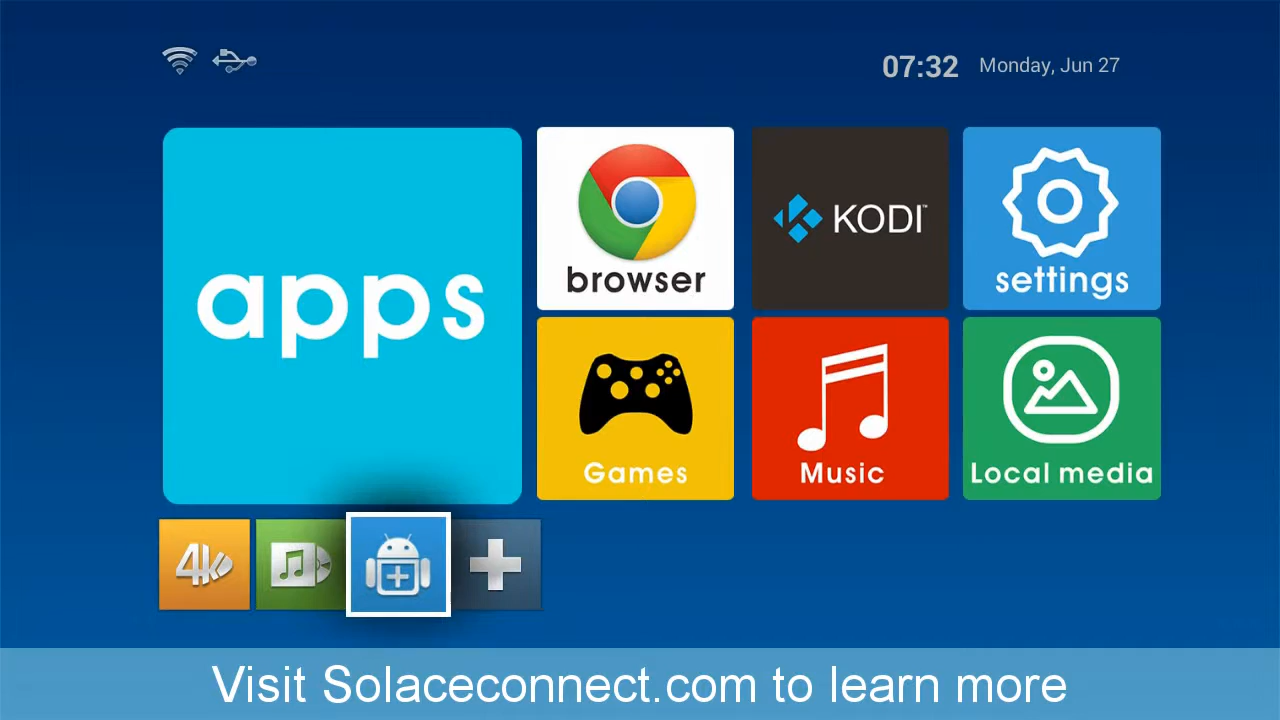 07:32 Monday, Jun 27
apps
browser
KODI™
settings
Games
Music
Local media
4K
Visit Solaceconnect.com to learn more